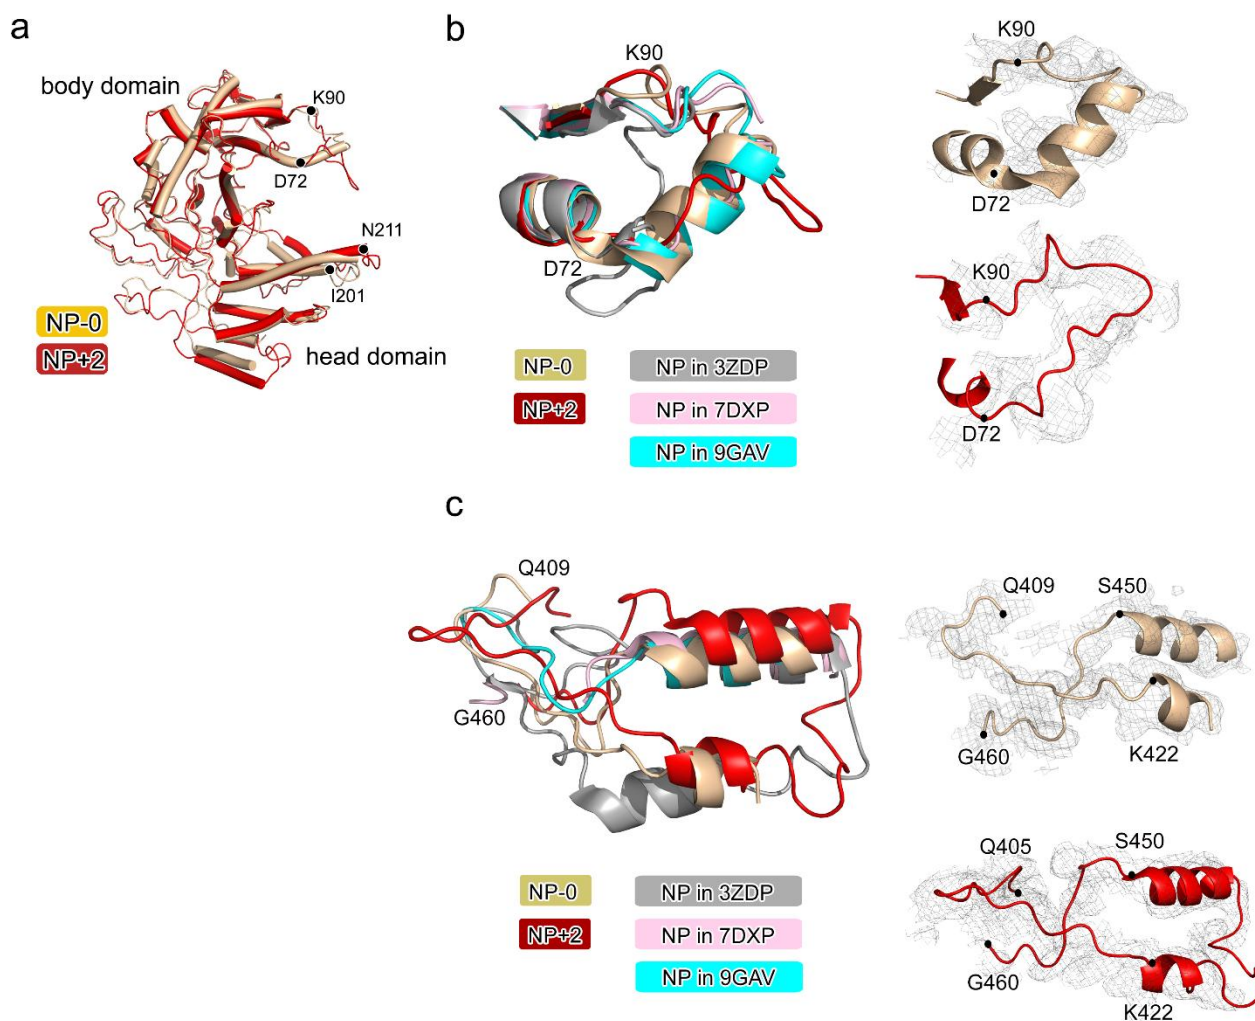 a
body domain
K90
D72
N211
I201
NP-0
NP+2
head domain
b
K90
D72
NP-0
NP in 3ZDP
NP+2
NP in 7DXP
NP in 9GAV
K90
D72
K90
D72
c
Q409
G460
NP-0
NP in 3ZDP
NP+2
NP in 7DXP
NP in 9GAV
Q409
S450
G460
K422
Q405
S450
G460
K422